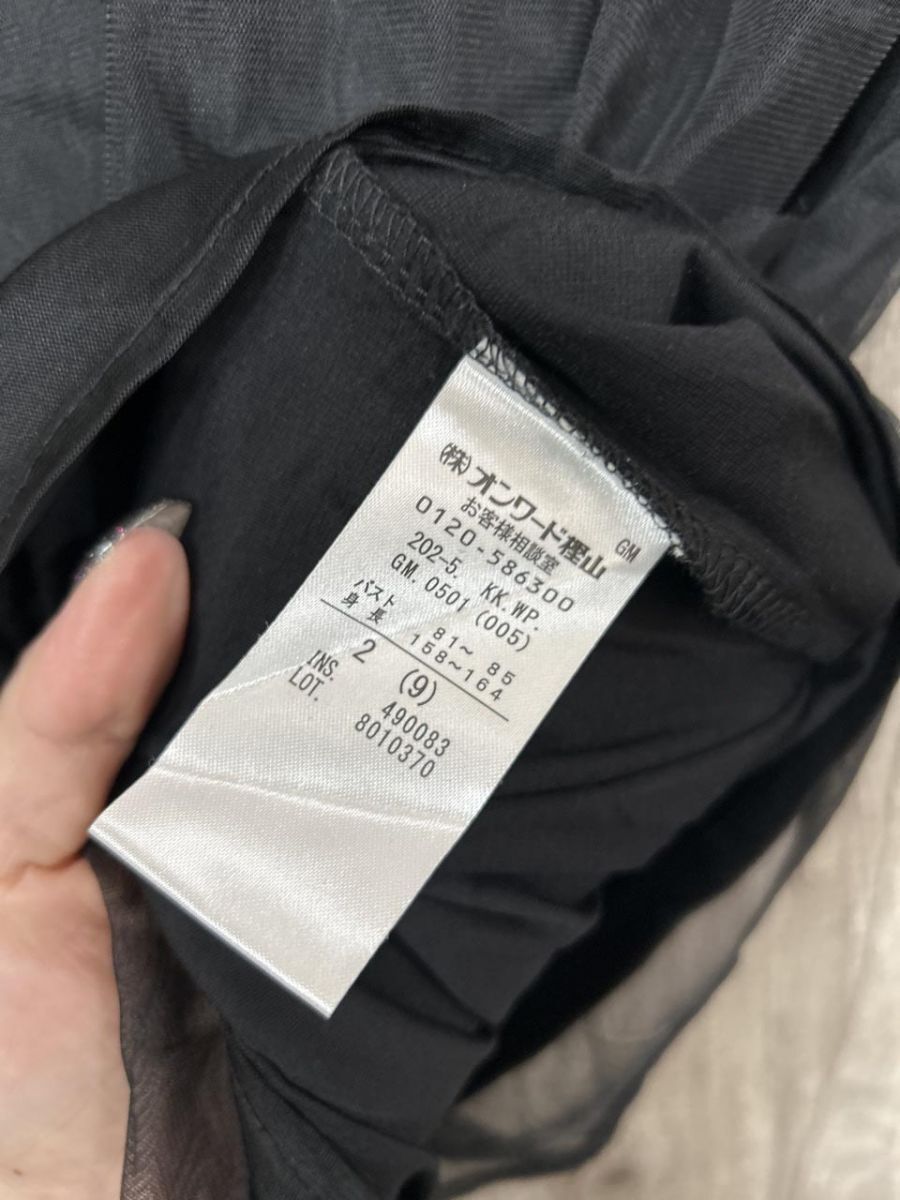 GM
(株)オンワード樫山
お客様相談室
0120-586300
202-5. KK.WP.
GM.0501(005)
バスト 81〜 85
身長 158〜164
2 (9)
INS. 490083
LOT. 8010370